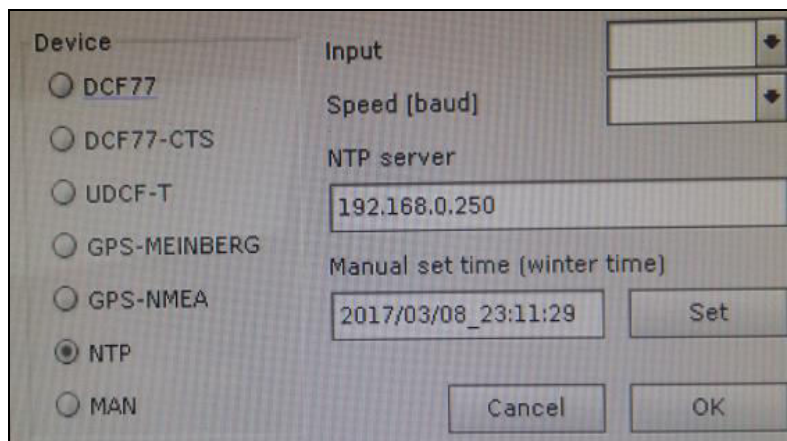 Device
DCF77
DCF77-CTS
UDCF-T
GPS-MEINBERG
GPS-NMEA
NTP
MAN
Input
Speed [baud]
NTP server
192.168.0.250
Manual set time (winter time)
2017/03/08_23:11:29
Set
Cancel
OK